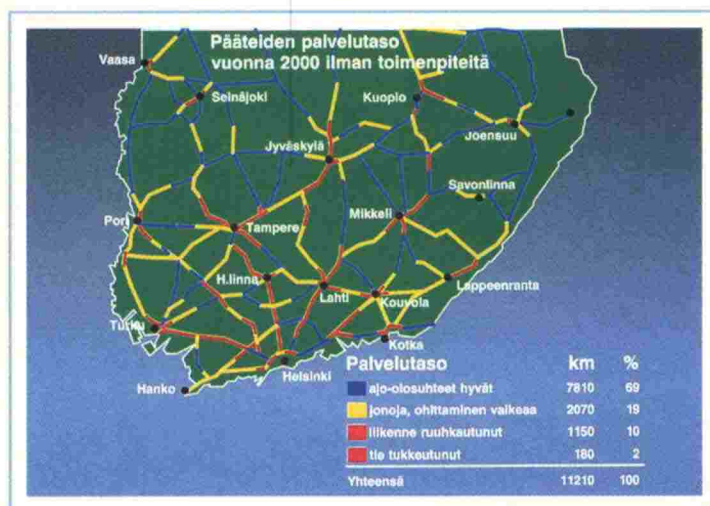 Pääteiden palvelutaso
vuonna 2000 ilman toimenpiteitä
Vaasa
Seinäjoki
Kuopio
Joensuu
Jyväskylä
Savonlinna
Pori
Tampere
Mikkeli
H.linna
Lahti
Kouvola
Lappeenranta
Turku
Kotka
Helsinki
Hanko
Palvelutaso km %
ajo-olosuhteet hyvät 7810 69
jonoja, ohittaminen vaikeaa 2070 19
liikenne ruuhkautunut 1150 10
tie tukkeutunut 180 2
Yhteensä 11210 100